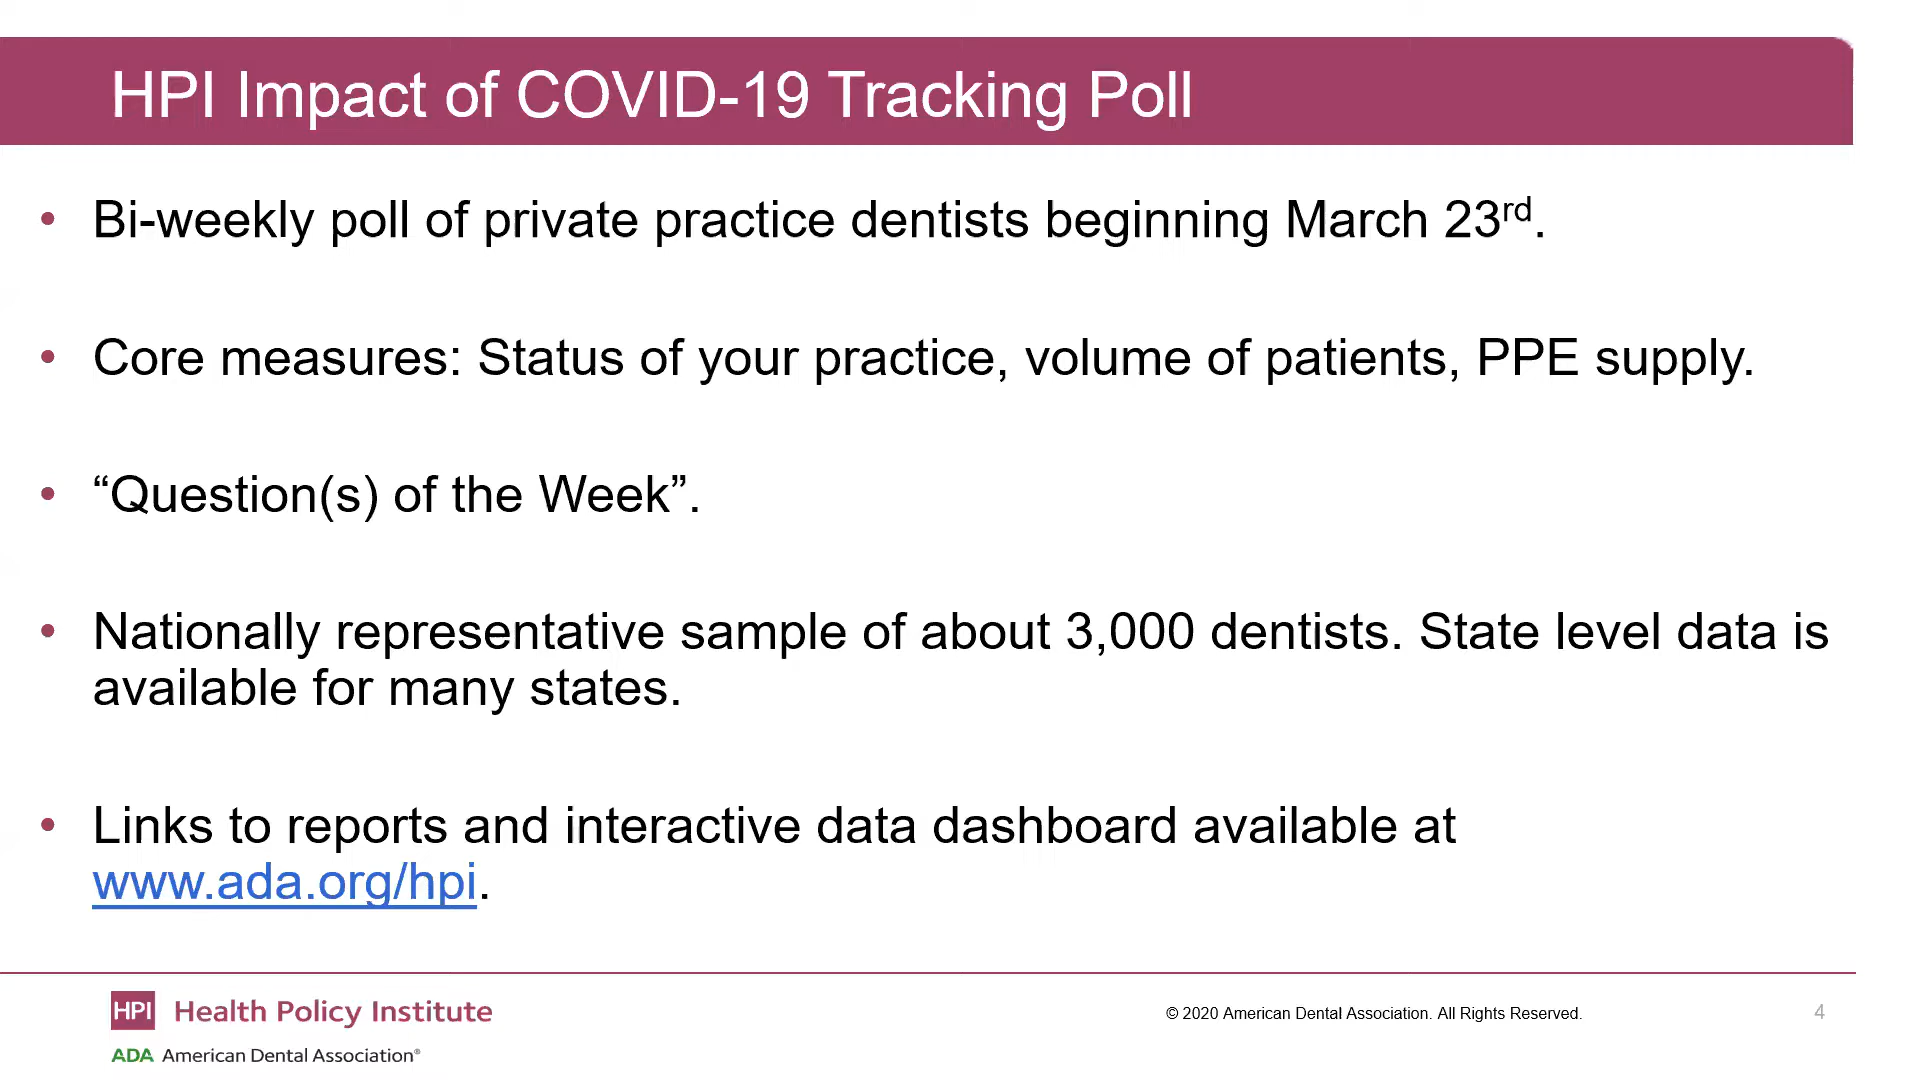 HPI Impact of COVID-19 Tracking Poll
• Bi-weekly poll of private practice dentists beginning March 23rd.
• Core measures: Status of your practice, volume of patients, PPE supply.
• “Question(s) of the Week”.
• Nationally representative sample of about 3,000 dentists. State level data is
available for many states.
• Links to reports and interactive data dashboard available at
www.ada.org/hpi.
HPI Health Policy Institute
ADA American Dental Association®
© 2020 American Dental Association. All Rights Reserved.
4